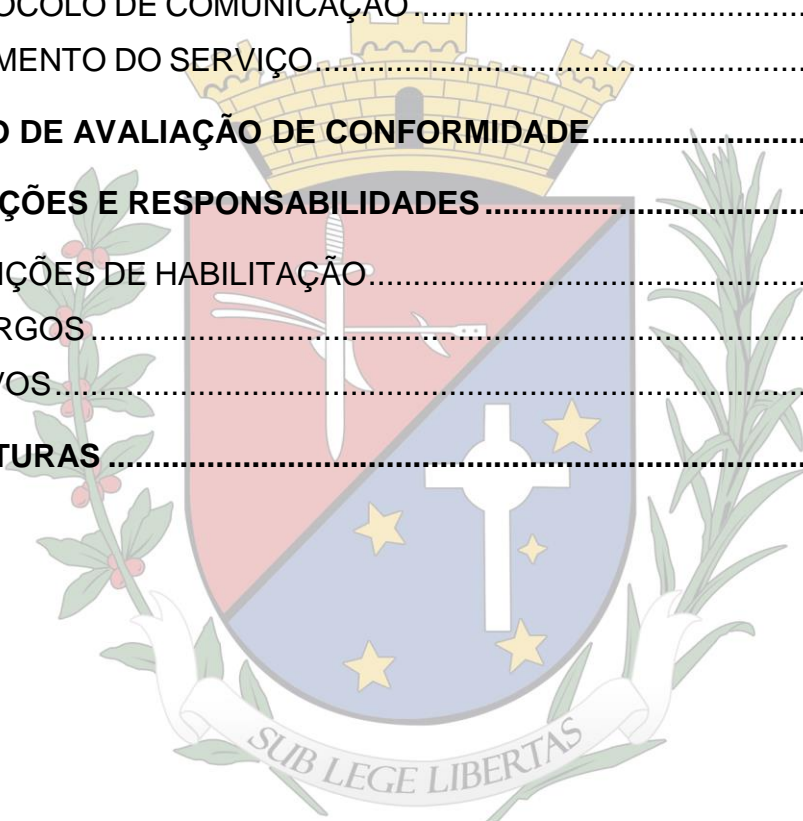 OCOLO DE COMUNICAÇÃO..........................................................
MENTO DO SERVIÇO..........................................................
O DE AVALIAÇÃO DE CONFORMIDADE.........................
ÇÕES E RESPONSABILIDADES.....................................
IÇÕES DE HABILITAÇÃO..................................................
RGOS..........................................................................
VOS..............................................................................
TURAS.........................................................................
SUB LEGE LIBERTAS